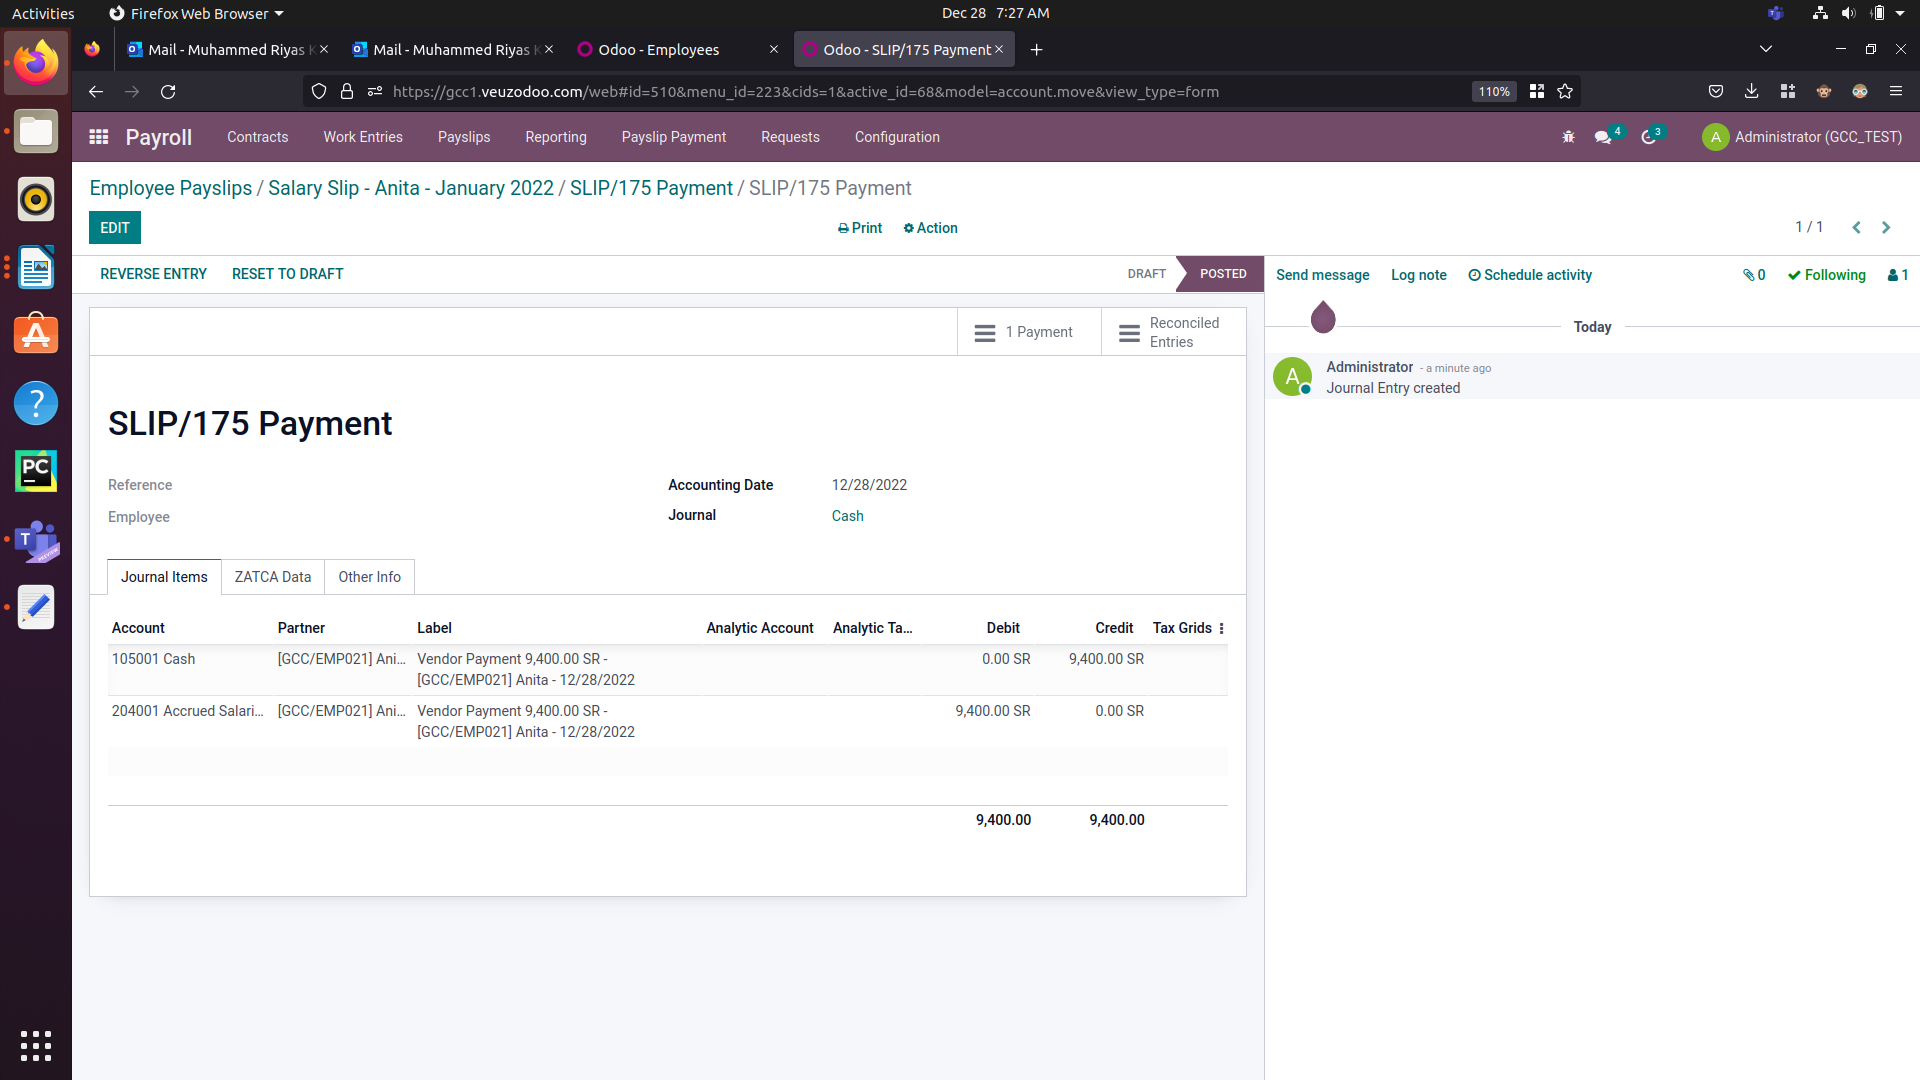 Activities
Firefox Web Browser
Dec 28 7:27 AM
Mail - Muhammed Riyas K
Mail - Muhammed Riyas K
Odoo - Employees
Odoo - SLIP/175 Payment
https://gcc1.veuzodoo.com/web#id=510&menu_id=223&cids=1&active_id=68&model=account.move&view_type=form
110%
Payroll
Contracts
Work Entries
Payslips
Reporting
Payslip Payment
Requests
Configuration
4
3
A
Administrator (GCC_TEST)
Employee Payslips / Salary Slip - Anita - January 2022 / SLIP/175 Payment / SLIP/175 Payment
EDIT
Print
Action
1 / 1
REVERSE ENTRY
RESET TO DRAFT
DRAFT
POSTED
Send message
Log note
Schedule activity
0
Following
1
1 Payment
Reconciled
Entries
Today
A
Administrator - a minute ago
Journal Entry created
SLIP/175 Payment
Reference
Accounting Date 12/28/2022
Employee
Journal Cash
Journal Items
ZATCA Data
Other Info
Account Partner Label Analytic Account Analytic Ta... Debit Credit Tax Grids
105001 Cash [GCC/EMP021] Ani... Vendor Payment 9,400.00 SR - 0.00 SR 9,400.00 SR
[GCC/EMP021] Anita - 12/28/2022
204001 Accrued Salari... [GCC/EMP021] Ani... Vendor Payment 9,400.00 SR - 9,400.00 SR 0.00 SR
[GCC/EMP021] Anita - 12/28/2022
9,400.00 9,400.00